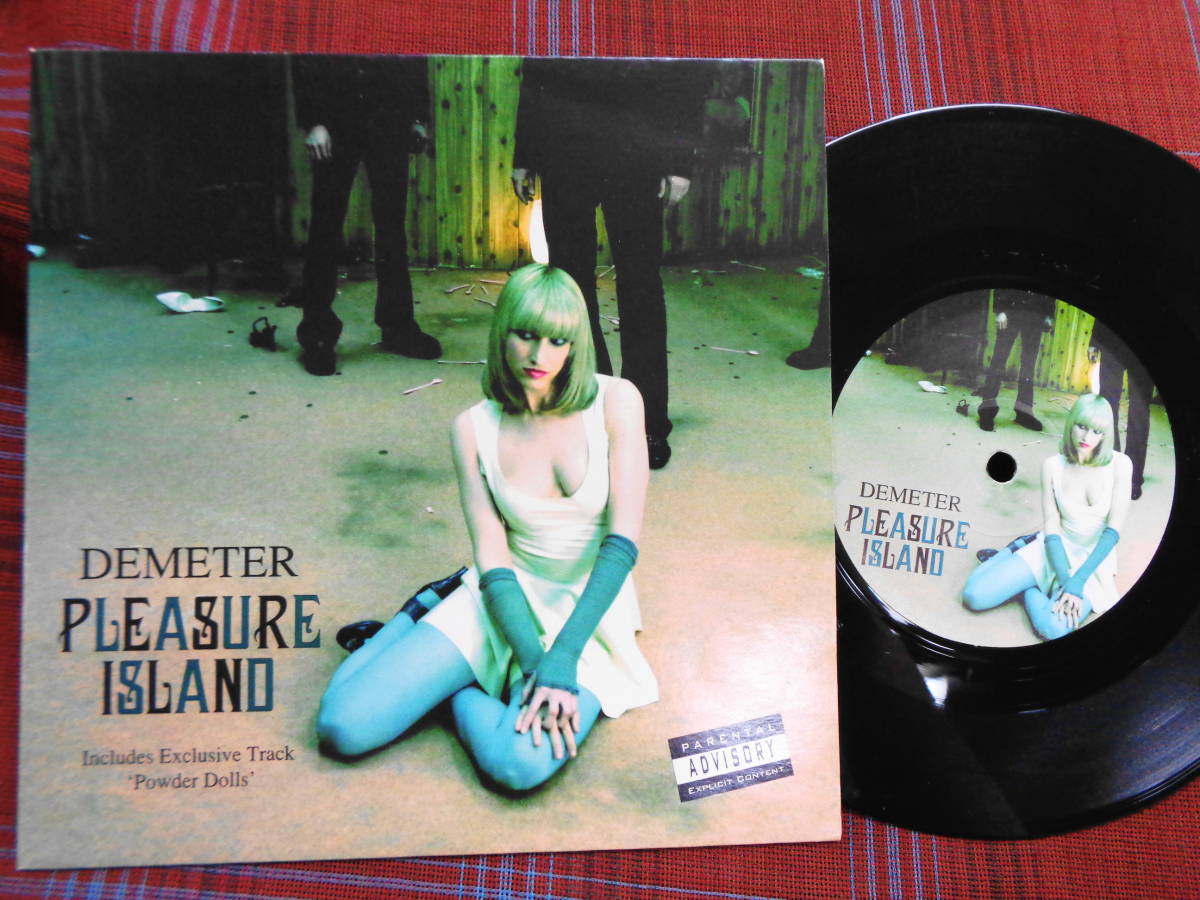 DEMETER
PLEASURE
ISLAND
Includes Exclusive Track
'Powder Dolls'
PARENTAL
ADVISORY
EXPLICIT CONTENT
DEMETER
PLEASURE
ISLAND